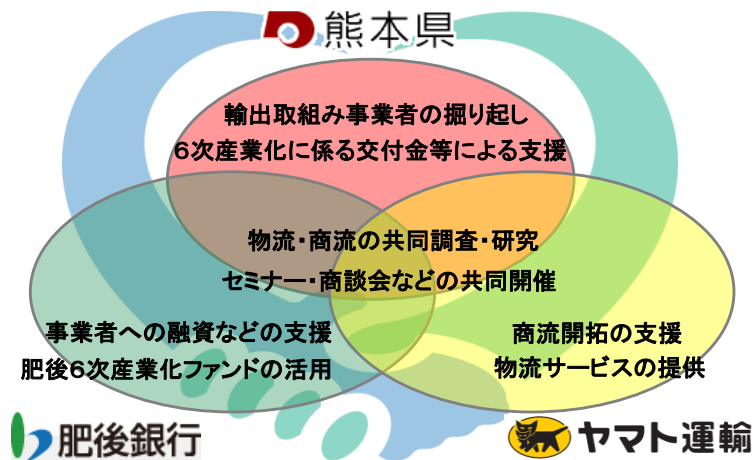 熊本県
輸出取組み事業者の掘り起し
６次産業化に係る交付金等による支援
物流・商流の共同調査・研究
セミナー・商談会などの共同開催
事業者への融資などの支援
肥後６次産業化ファンドの活用
商流開拓の支援
物流サービスの提供
肥後銀行
ヤマト運輸